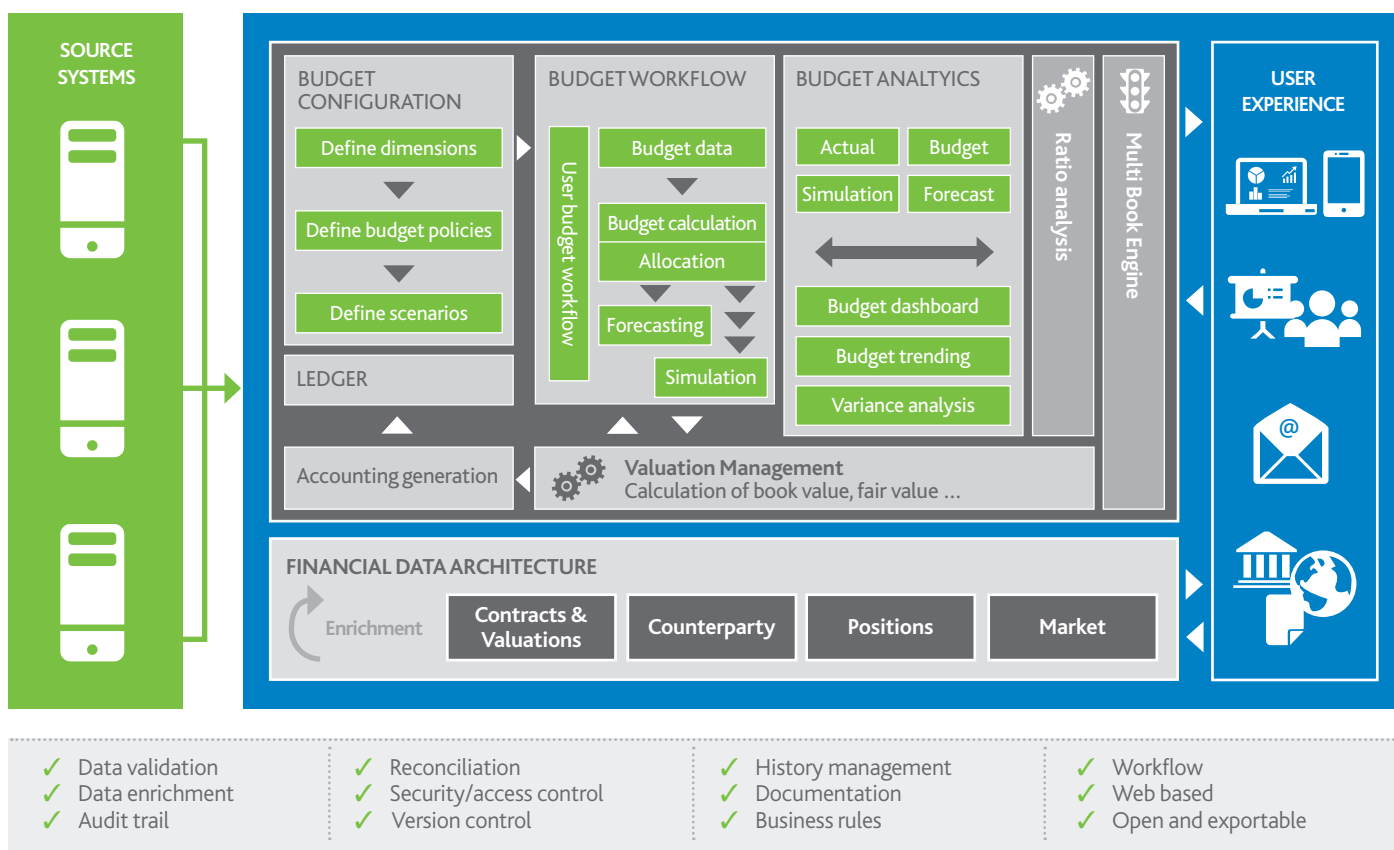 SOURCE
SYSTEMS
BUDGET
CONFIGURATION
Define dimensions
Define budget policies
Define scenarios
LEDGER
Accounting generation
BUDGET WORKFLOW
User budget workflow
Budget data
Budget calculation
Allocation
Forecasting
Simulation
Valuation Management
Calculation of book value, fair value ...
BUDGET ANALTYICS
Actual
Budget
Simulation
Forecast
Budget dashboard
Budget trending
Variance analysis
Ratio analysis
Multi Book Engine
USER
EXPERIENCE
@
FINANCIAL DATA ARCHITECTURE
Enrichment
Contracts &
Valuations
Counterparty
Positions
Market
✓ Data validation
✓ Data enrichment
✓ Audit trail
✓ Reconciliation
✓ Security/access control
✓ Version control
✓ History management
✓ Documentation
✓ Business rules
✓ Workflow
✓ Web based
✓ Open and exportable